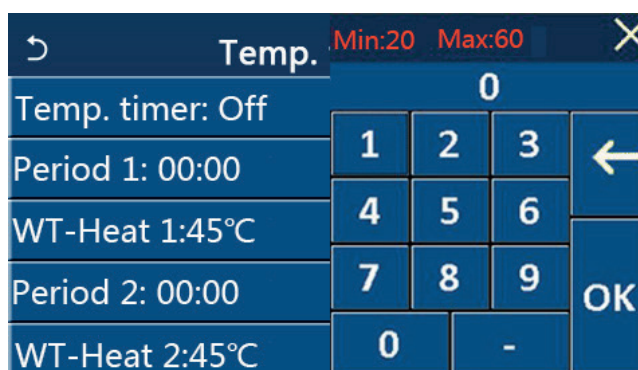 Temp.
Temp. timer: Off
Period 1: 00:00
WT-Heat 1:45℃
Period 2: 00:00
WT-Heat 2:45℃
Min:20 Max:60
0
1 2 3
4 5 6
7 8 9
0 -
OK